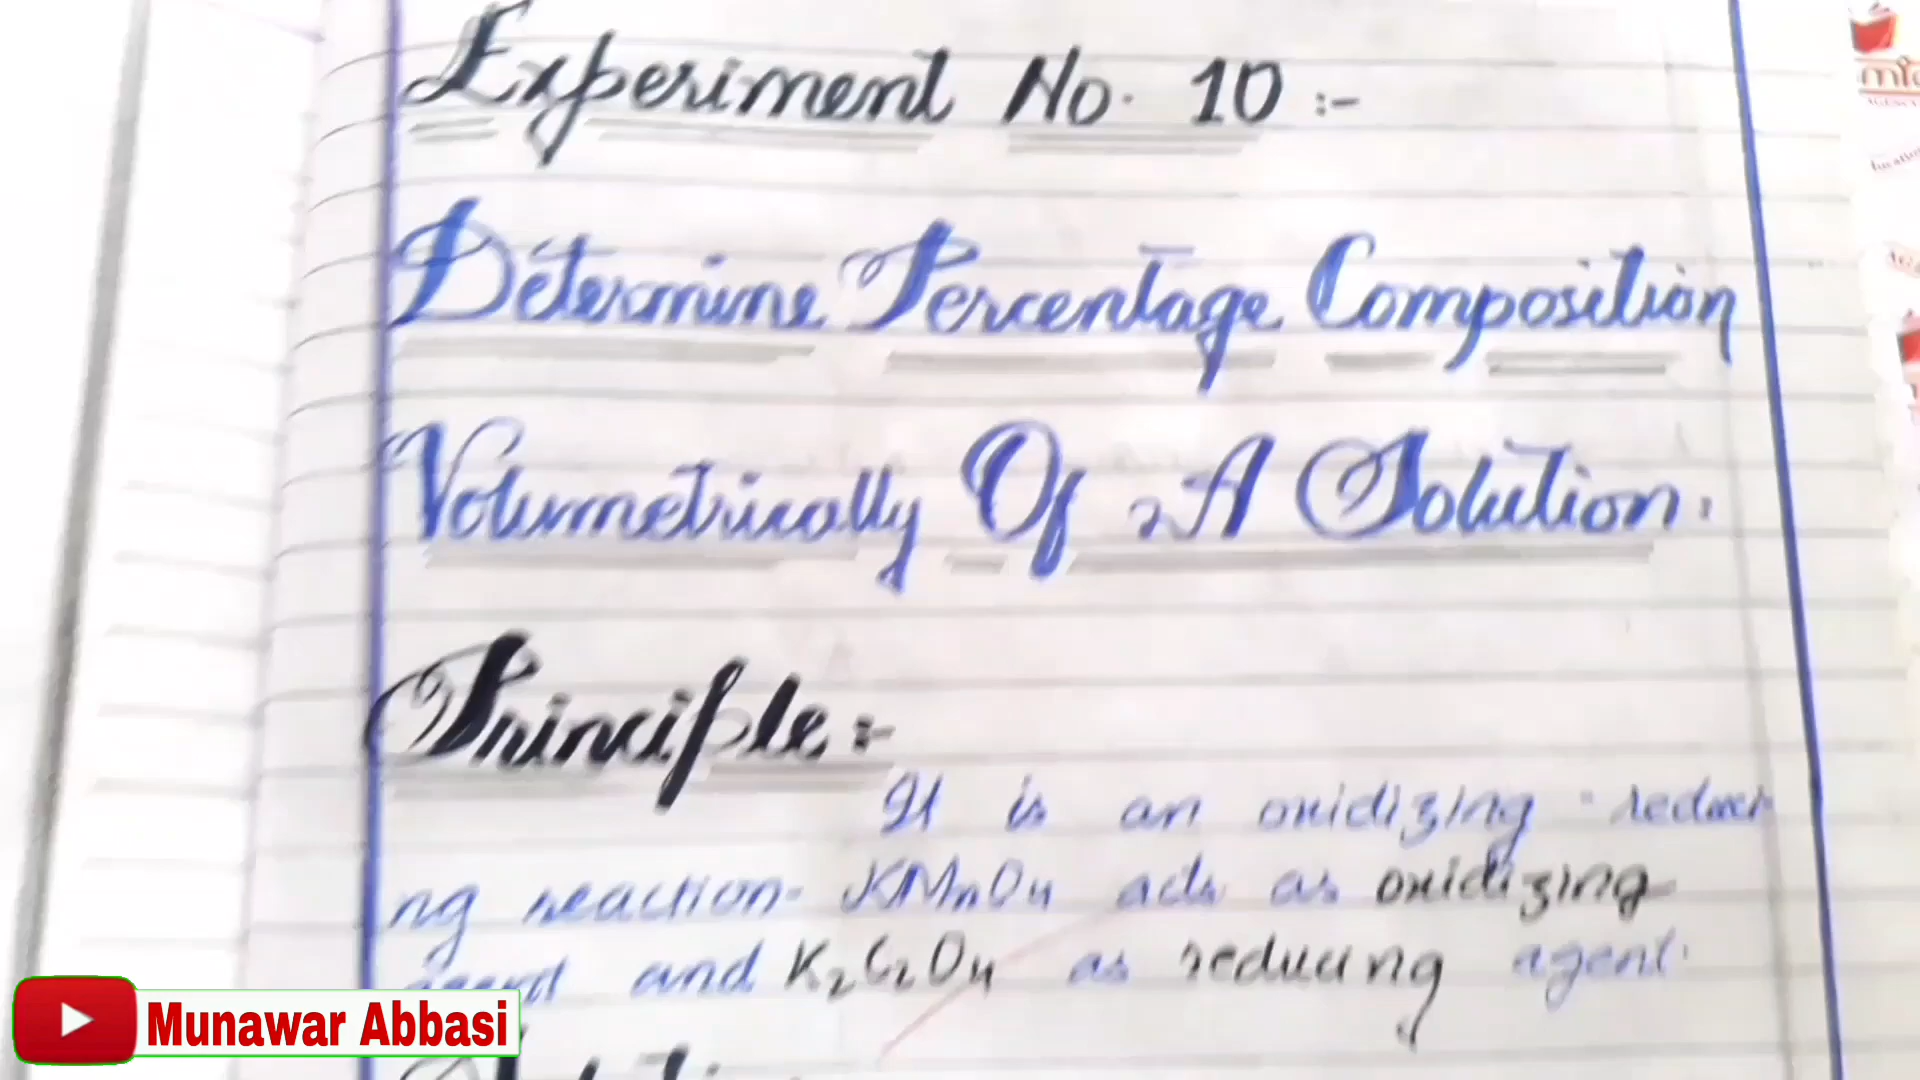 Experiment No. 10 :-
Determine Percentage Composition
Volumetrically Of A Solution.
Principle:-
It is an oxidizing - reduci
ng reaction. KMnO4 acts as oxidizing
agent and K2C2O4 as reducing agent.
Munawar Abbasi